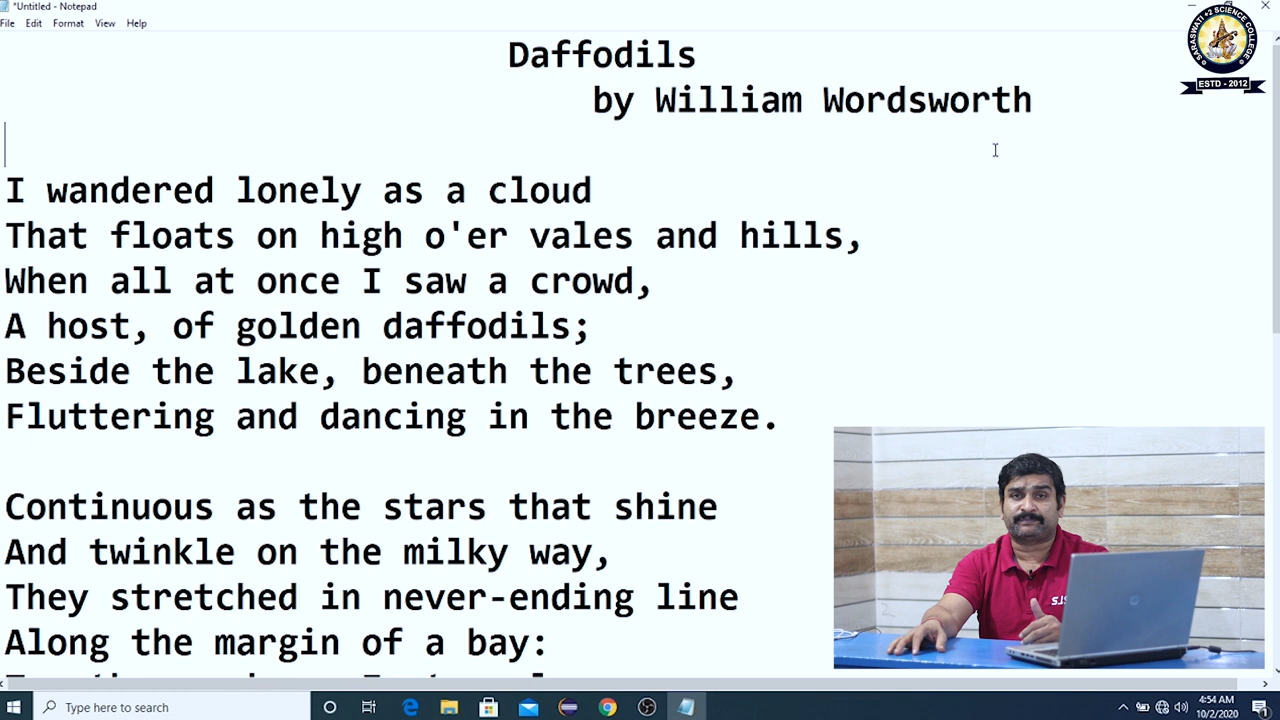 *Untitled - Notepad
File Edit Format View Help
SARASWATI +2 SCIENCE COLLEGE
ESTD - 2012
Daffodils
by William Wordsworth
I wandered lonely as a cloud
That floats on high o'er vales and hills,
When all at once I saw a crowd,
A host, of golden daffodils;
Beside the lake, beneath the trees,
Fluttering and dancing in the breeze.
Continuous as the stars that shine
And twinkle on the milky way,
They stretched in never-ending line
Along the margin of a bay:
Type here to search
4:54 AM
10/2/2020